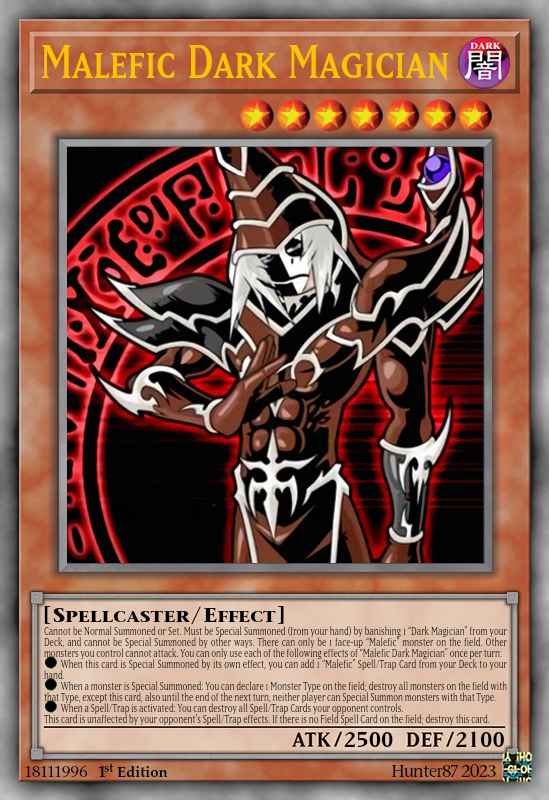 Malefic Dark Magician
DARK
闇
[Spellcaster/Effect]
Cannot be Normal Summoned or Set. Must be Special Summoned (from your hand) by banishing 1 "Dark Magician" from your
Deck, and cannot be Special Summoned by other ways. There can only be 1 face-up "Malefic" monster on the field. Other
monsters you control cannot attack. You can only use each of the following effects of "Malefic Dark Magician" once per turn:
● When this card is Special Summoned by its own effect, you can add 1 "Malefic" Spell/Trap Card from your Deck to your
hand.
● When a monster is Special Summoned: You can declare 1 Monster Type on the field; destroy all monsters on the field with
that Type, except this card, also until the end of the next turn, neither player can Special Summon monsters with that Type.
● When a Spell/Trap is activated: You can destroy all Spell/Trap Cards your opponent controls.
This card is unaffected by your opponent's Spell/Trap effects. If there is no Field Spell Card on the field; destroy this card.
ATK/2500 DEF/2100
18111996 1st Edition Hunter87 2023